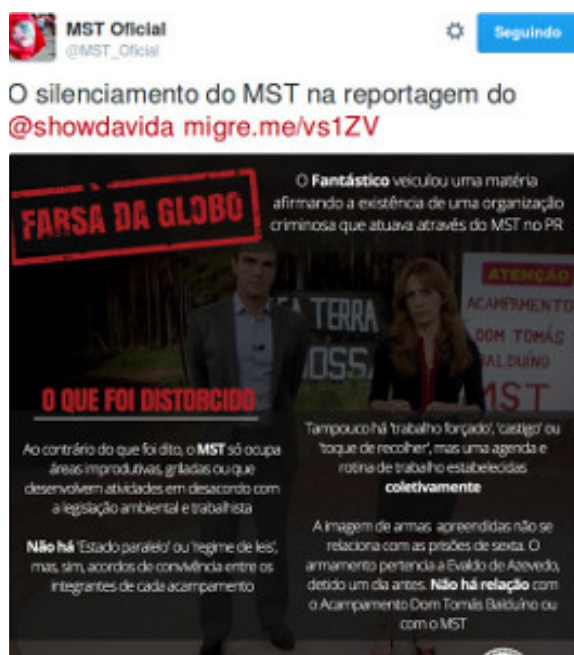 MST Oficial
@MST_Oficial
Seguindo
O silenciamento do MST na reportagem do
@showdavida migre.me/vs1ZV
FARSA DA GLOBO
O Fantástico veiculou uma matéria
afirmando a existência de uma organização
criminosa que atuava através do MST no PR
TERRA
ATENÇÃO
ACAMPAMENTO
DOM TOMÁS
BALDUÍNO
MST
O QUE FOI DISTORCIDO
Ao contrário do que foi dito, o MST só ocupa
áreas improdutivas, griladas ou que
desenvolvem atividades em desacordo com
a legislação ambiental e trabalhista
Não há 'Estado paralelo' ou 'regime de leis',
mas, sim, acordos de convivência entre os
integrantes de cada acampamento
Tampouco há 'trabalho forçado', 'castigo' ou
'toque de recolher', mas uma agenda e
rotina de trabalho estabelecidas
coletivamente
A imagem de armas apreendidas não se
relaciona com as prisões de sexta. O
armamento pertencia a Evaldo de Azevedo,
detido um dia antes. Não há relação com
o Acampamento Dom Tomás Balduíno ou
com o MST